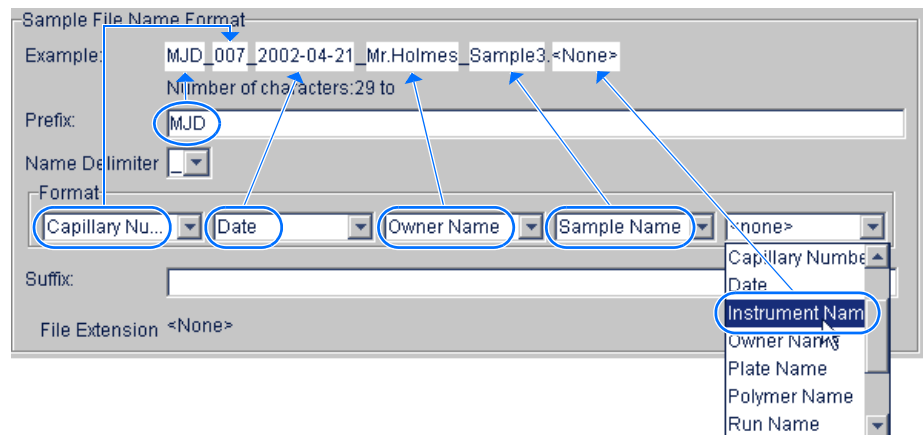 Sample File Name Format
Example: MJD_007_2002-04-21_Mr.Holmes_Sample3.<None>
Number of characters:29 to
Prefix: MJD
Name Delimiter _
Format
Capillary Nu... Date Owner Name Sample Name <none>
Capillary Numbe
Date
Suffix:
Instrument Nam
File Extension <None>
Owner Name
Plate Name
Polymer Name
Run Name